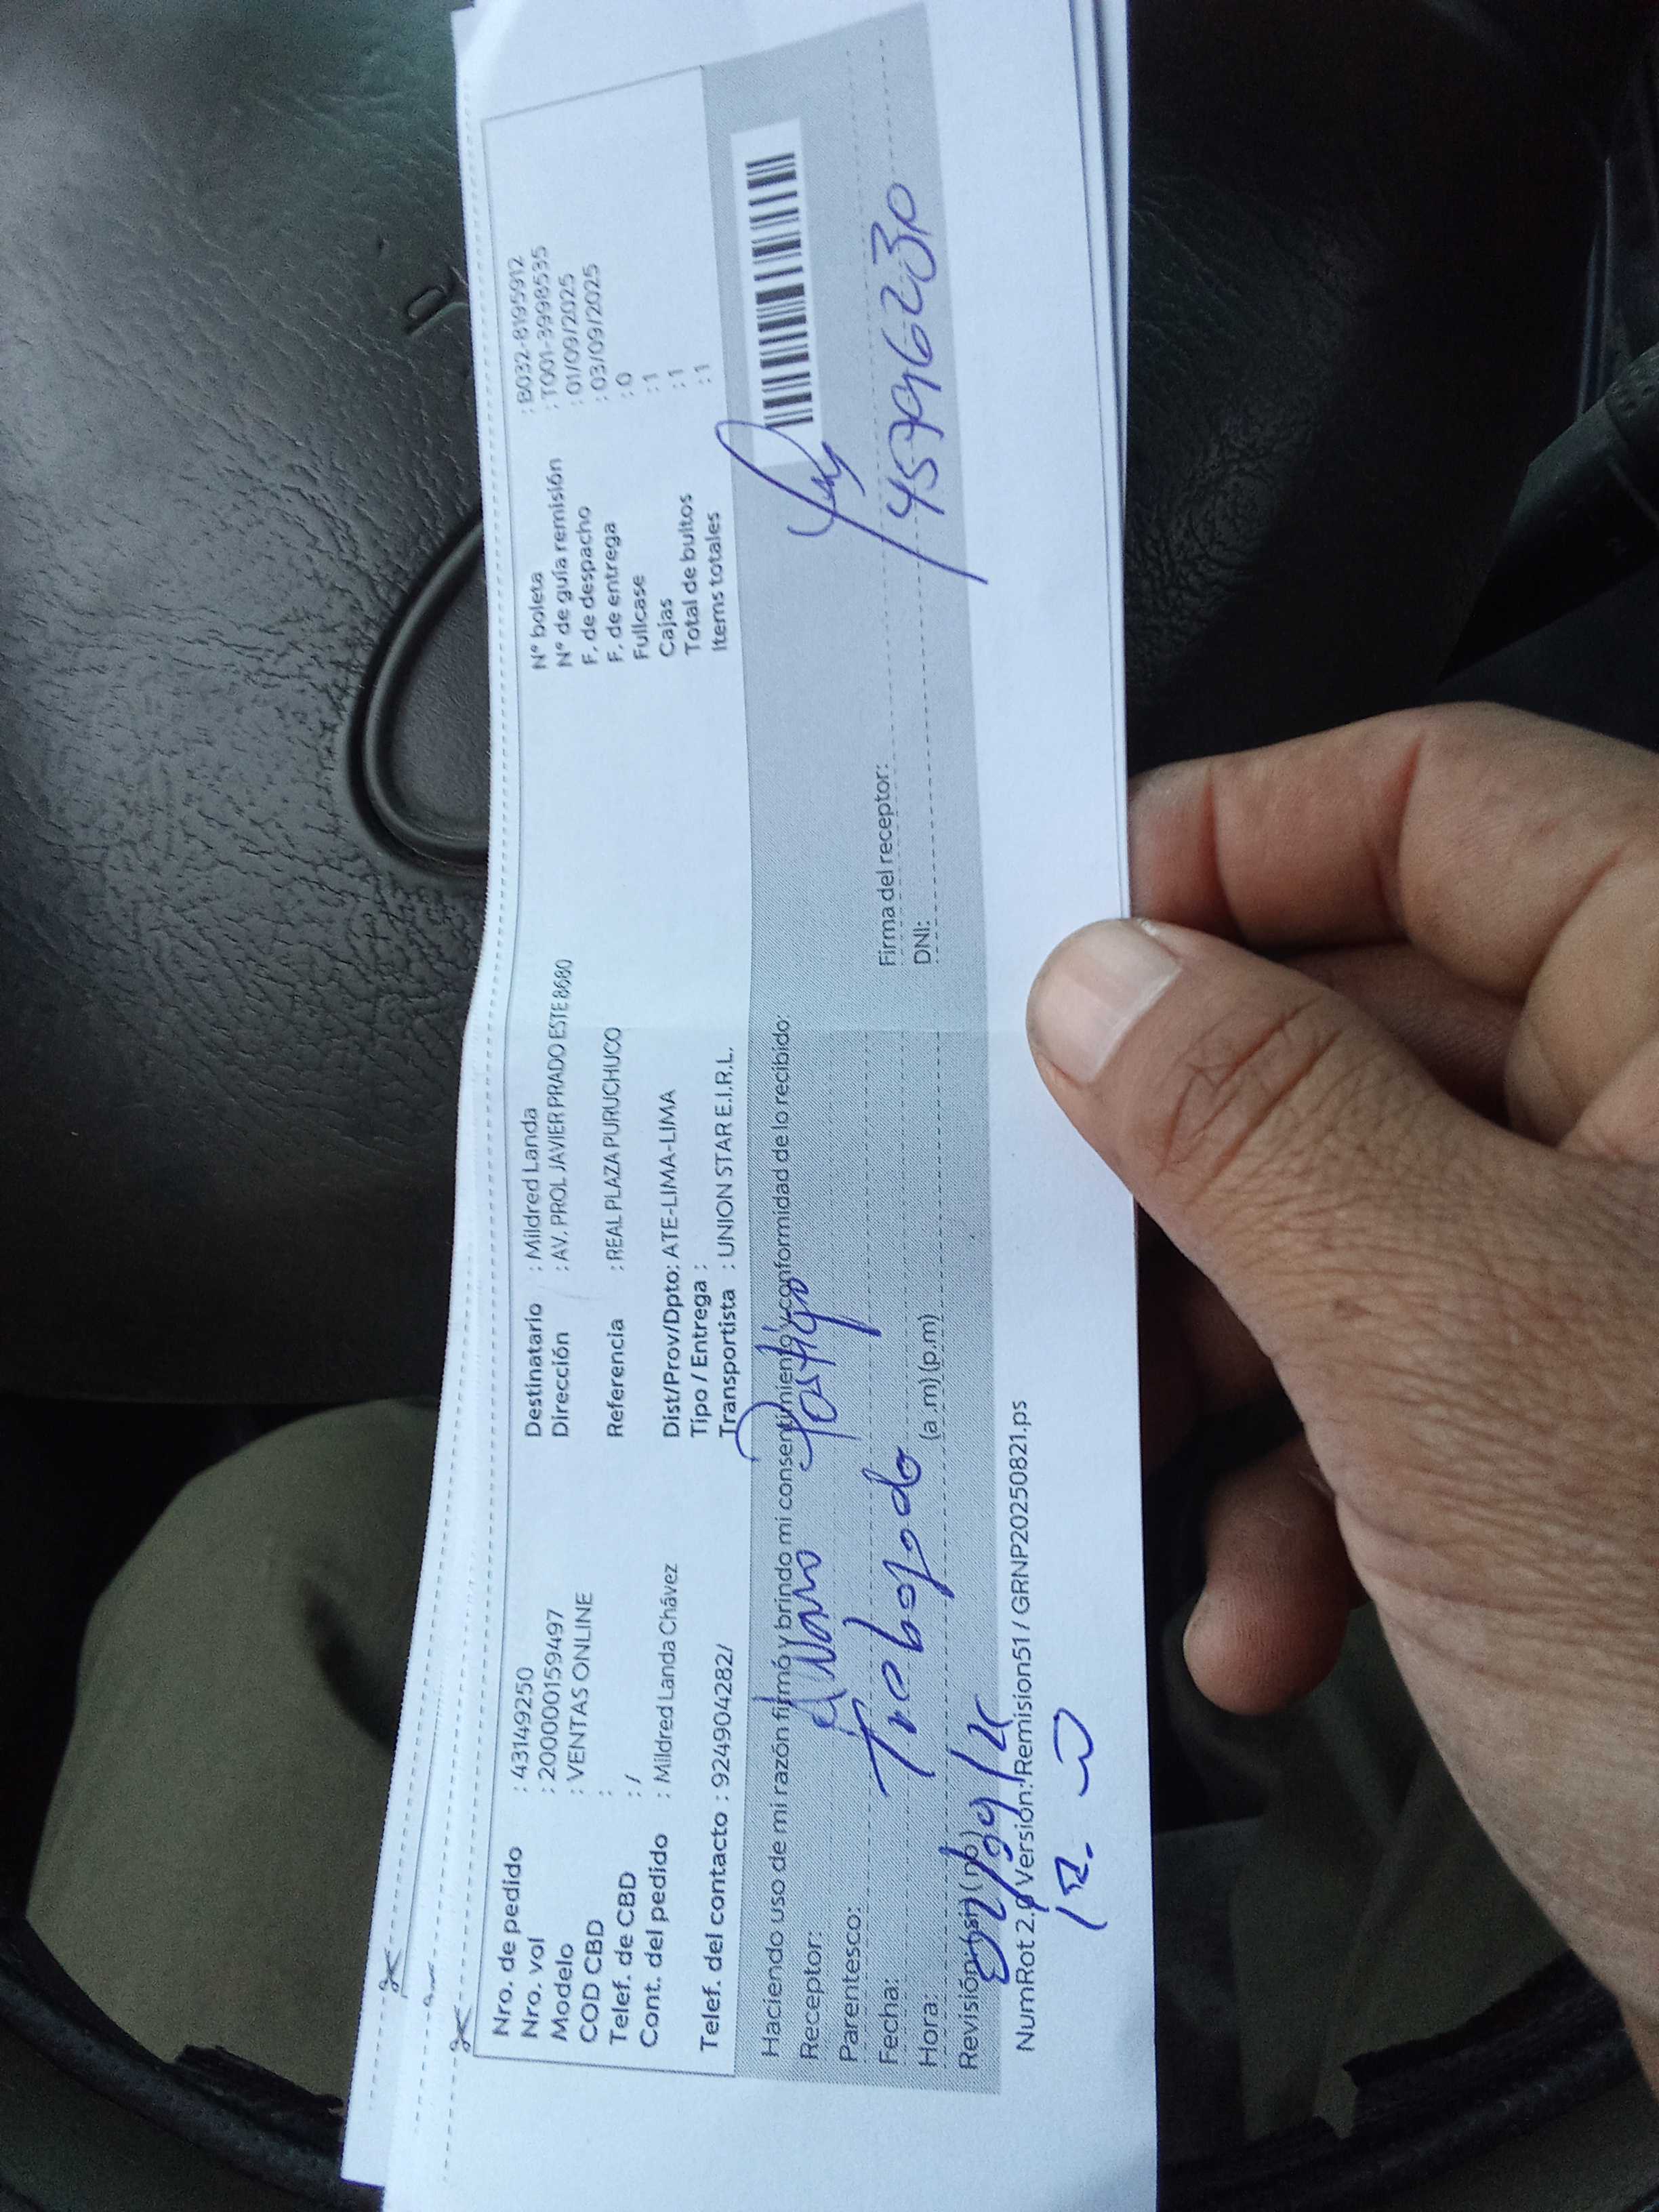 Nro. de pedido : 43149250
Nro. vol : 200000159497
Modelo : VENTAS ONLINE
COD CBD :
Telef. de CBD : /
Cont. del pedido : Mildred Landa Chávez
Telef. del contacto : 924904282/
Destinatario : Mildred Landa
Dirección : AV. PROL JAVIER PRADO ESTE 8680
Referencia : REAL PLAZA PURUCHUCO
Dist/Prov/Dpto: ATE-LIMA-LIMA
Tipo / Entrega :
Transportista : UNION STAR E.I.R.L.
N° boleta : B032-8195912
N° de guía remisión : T001-3998535
F. de despacho : 01/09/2025
F. de entrega : 03/09/2025
Fullcase : 0
Cajas : 1
Total de bultos : 1
Items totales : 1
Haciendo uso de mi razón firmó y brindo mi consentimiento y conformidad de lo recibido:
Receptor: Postigo
Parentesco: Trabajado
Fecha:
Hora: (a .m) (p.m)
Revisión: (si) (no)
Firma del receptor:
DNI: 45796230
NumRot 2.0 Versión: Remision51 / GRNP20250821.ps